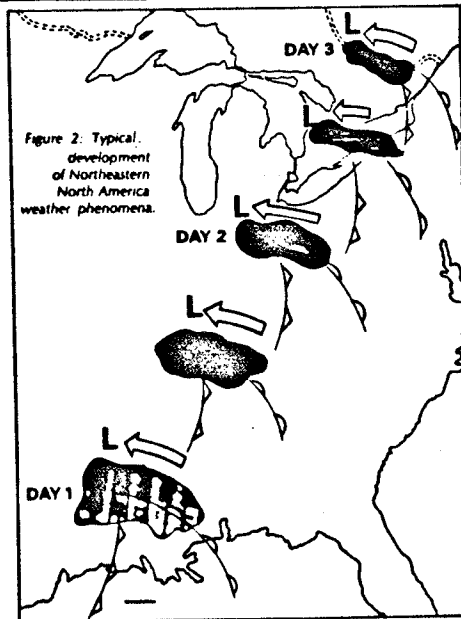 L
DAY 3
L
Figure 2: Typical
development
of Northeastern
North America
weather phenomena.
L
DAY 2
L
L
DAY 1